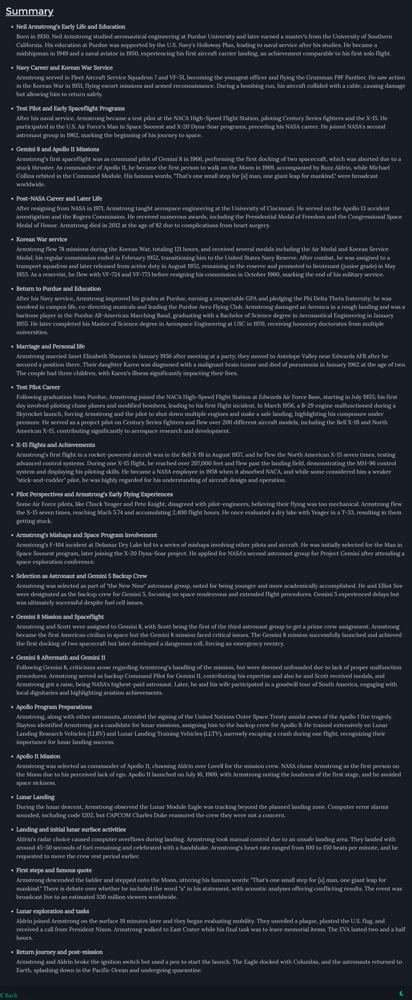 Summary
Neil Armstrong's Early Life and Education
Born in 1930, Neil Armstrong studied aeronautical engineering at Purdue University and later earned a master's from the University of Southern
California. His education at Purdue was supported by the U.S. Navy's Holloway Plan, leading to naval service after his studies. He became a
midshipman in 1949 and a naval aviator in 1950, experiencing his first aircraft carrier landing, an achievement comparable to his first solo flight.
Navy Career and Korean War Service
Armstrong served in Fleet Aircraft Service Squadron 7 and VF-51, becoming the youngest officer and flying the Grumman F9F Panther. He saw action
in the Korean War in 1951, flying escort missions and armed reconnaissance. During a bombing run, his aircraft collided with a cable, causing damage
but allowing him to return safely.
Test Pilot and Early Spaceflight Programs
After his naval service, Armstrong became a test pilot at the NACA High-Speed Flight Station, piloting Century Series fighters and the X-15. He
participated in the U.S. Air Force's Man in Space Soonest and X-20 Dyna-Soar programs, preceding his NASA career. He joined NASA's second
astronaut group in 1962, marking the beginning of his journey to space.
Gemini 8 and Apollo 11 Missions
Armstrong's first spaceflight was as command pilot of Gemini 8 in 1966, performing the first docking of two spacecraft, which was aborted due to a
stuck thruster. As commander of Apollo 11, he became the first person to walk on the Moon in 1969, accompanied by Buzz Aldrin, while Michael
Collins orbited in the Command Module. His famous words, "That's one small step for [a] man, one giant leap for mankind," were broadcast
worldwide.
Post-NASA Career and Later Life
After resigning from NASA in 1971, Armstrong taught aerospace engineering at the University of Cincinnati. He served on the Apollo 13 accident
investigation and the Rogers Commission. He received numerous awards, including the Presidential Medal of Freedom and the Congressional Space
Medal of Honor. Armstrong died in 2012 at the age of 82 due to complications from heart surgery.
Korean War service
Armstrong flew 78 missions during the Korean War, totaling 121 hours, and received several medals including the Air Medal and Korean Service
Medal; his regular commission ended in February 1952, transitioning him to the United States Navy Reserve. After combat, he was assigned to a
transport squadron and later released from active duty in August 1952, remaining in the reserve and promoted to lieutenant (junior grade) in May
1953. As a reservist, he flew with VF-724 and VF-773 before resigning his commission in October 1960, marking the end of his military service.
Return to Purdue and Education
After his Navy service, Armstrong improved his grades at Purdue, earning a respectable GPA and pledging the Phi Delta Theta fraternity; he was
involved in campus life, co-directing musicals and leading the Purdue Aero Flying Club. Armstrong damaged an Aeronca in a rough landing and was a
baritone player in the Purdue All-American Marching Band, graduating with a Bachelor of Science degree in Aeronautical Engineering in January
1955. He later completed his Master of Science degree in Aerospace Engineering at USC in 1970, receiving honorary doctorates from multiple
universities.
Marriage and Personal life
Armstrong married Janet Elizabeth Shearon in January 1956 after meeting at a party; they moved to Antelope Valley near Edwards AFB after he
secured a position there. Their daughter Karen was diagnosed with a malignant brain tumor and died of pneumonia in January 1962 at the age of two.
The couple had three children, with Karen's illness significantly impacting their lives.
Test Pilot Career
Following graduation from Purdue, Armstrong joined the NACA High-Speed Flight Station at Edwards Air Force Base, starting in July 1955; his first
day involved piloting chase planes and modified bombers, leading to his first flight incident. In March 1956, a B-29 engine malfunctioned during a
Skyrocket launch, forcing Armstrong and the pilot to shut down multiple engines and make a safe landing, highlighting his composure under
pressure. He served as a project pilot on Century Series fighters and flew over 200 different aircraft models, including the Bell X-1B and North
American X-15, contributing significantly to aerospace research and development.
X-15 flights and Achievements
Armstrong's first flight in a rocket-powered aircraft was in the Bell X-1B in August 1957, and he flew the North American X-15 seven times, testing
advanced control systems. During one X-15 flight, he reached over 207,000 feet and flew past the landing field, demonstrating the MH-96 control
system and displaying his piloting skills. He became a NASA employee in 1958 when it absorbed NACA, and while some considered him a weaker
"stick-and-rudder" pilot, he was highly regarded for his understanding of aircraft design and operation.
Pilot Perspectives and Armstrong's Early Flying Experiences
Some Air Force pilots, like Chuck Yeager and Pete Knight, disagreed with pilot-engineers, believing their flying was too mechanical. Armstrong flew
the X-15 seven times, reaching Mach 5.74 and accumulating 2,400 flight hours. He once evaluated a dry lake with Yeager in a T-33, resulting in them
getting stuck.
Armstrong's Mishaps and Space Program Involvement
Armstrong's F-104 incident at Delamar Dry Lake led to a series of mishaps involving other pilots and aircraft. He was initially selected for the Man in
Space Soonest program, later joining the X-20 Dyna-Soar project. He applied for NASA's second astronaut group for Project Gemini after attending a
space exploration conference.
Selection as Astronaut and Gemini 5 Backup Crew
Armstrong was selected as part of "the New Nine" astronaut group, noted for being younger and more academically accomplished. He and Elliot See
were designated as the backup crew for Gemini 5, focusing on space rendezvous and extended flight procedures. Gemini 5 experienced delays but
was ultimately successful despite fuel cell issues.
Gemini 8 Mission and Spaceflight
Armstrong and Scott were assigned to Gemini 8, with Scott being the first of the third astronaut group to get a prime crew assignment. Armstrong
became the first American civilian in space but the Gemini 8 mission faced critical issues. The Gemini 8 mission successfully launched and achieved
the first docking of two spacecraft but later developed a dangerous roll, forcing an emergency reentry.
Gemini 8 Aftermath and Gemini 11
Following Gemini 8, criticisms arose regarding Armstrong's handling of the mission, but were deemed unfounded due to lack of proper malfunction
procedures. Armstrong served as backup Command Pilot for Gemini 11, contributing his expertise and also he and Scott received medals, and
Armstrong got a raise, being NASA's highest-paid astronaut. Later, he and his wife participated in a goodwill tour of South America, engaging with
local dignitaries and highlighting aviation achievements.
Apollo Program Preparations
Armstrong, along with other astronauts, attended the signing of the United Nations Outer Space Treaty amidst news of the Apollo 1 fire tragedy.
Slayton identified Armstrong as a candidate for lunar missions, assigning him to the backup crew for Apollo 9. He trained extensively on Lunar
Landing Research Vehicles (LLRV) and Lunar Landing Training Vehicles (LLTV), narrowly escaping a crash during one flight, recognizing their
importance for lunar landing success.
Apollo 11 Mission
Armstrong was selected as commander of Apollo 11, choosing Aldrin over Lovell for the mission crew. NASA chose Armstrong as the first person on
the Moon due to his perceived lack of ego. Apollo 11 launched on July 16, 1969, with Armstrong noting the loudness of the first stage, and he avoided
space sickness.
Lunar Landing
During the lunar descent, Armstrong observed the Lunar Module Eagle was tracking beyond the planned landing zone. Computer error alarms
sounded, including code 1202, but CAPCOM Charles Duke reassured the crew they were not a concern.
Landing and initial lunar surface activities
Aldrin's radar choice caused computer overflows during landing. Armstrong took manual control due to an unsafe landing area. They landed with
around 45-50 seconds of fuel remaining and celebrated with a handshake. Armstrong's heart rate ranged from 100 to 150 beats per minute, and he
requested to move the crew rest period earlier.
First steps and famous quote
Armstrong descended the ladder and stepped onto the Moon, uttering his famous words: "That's one small step for [a] man, one giant leap for
mankind." There is debate over whether he included the word "a" in his statement, with acoustic analyses offering conflicting results. The event was
broadcast live to an estimated 530 million viewers worldwide.
Lunar exploration and tasks
Aldrin joined Armstrong on the surface 19 minutes later and they began evaluating mobility. They unveiled a plaque, planted the U.S. flag, and
received a call from President Nixon. Armstrong walked to East Crater while his final task was to leave memorial items. The EVA lasted two and a half
hours.
Return journey and post-mission
Armstrong and Aldrin broke the ignition switch but used a pen to start the launch. The Eagle docked with Columbia, and the astronauts returned to
Earth, splashing down in the Pacific Ocean and undergoing quarantine.
Back